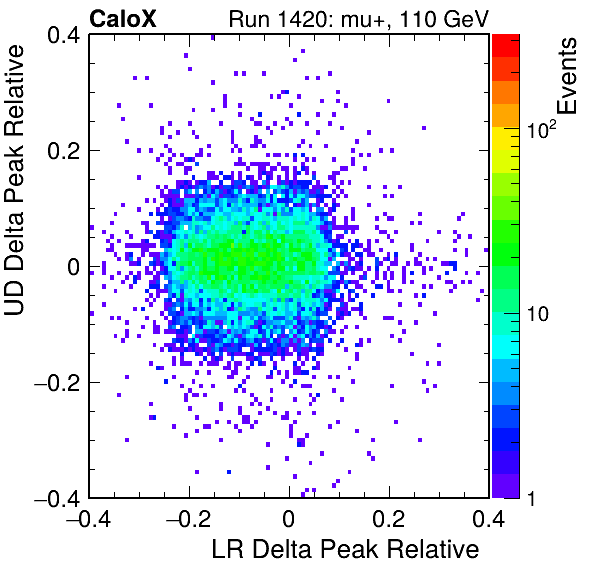 CaloX Run 1420: mu+, 110 GeV
UD Delta Peak Relative
0.4
0.2
0
−0.2
−0.4
−0.4 −0.2 0 0.2 0.4
LR Delta Peak Relative
Events
10²
10
1